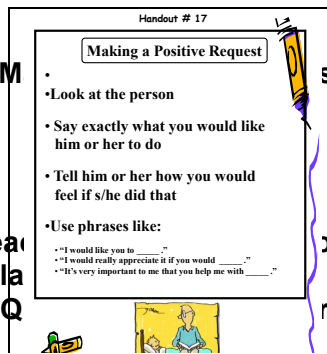 Handout # 17
Making a Positive Request
•
•Look at the person
• Say exactly what you would like
him or her to do
• Tell him or her how you would
feel if s/he did that
•Use phrases like:
• “I would like you to _____ .”
• “I would really appreciate it if you would _____ .”
• “It’s very important to me that you help me with _____ .”